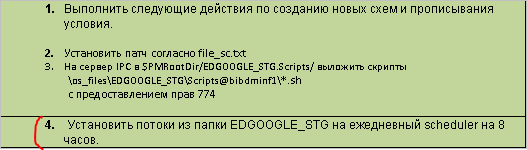 1. Выполнить следующие действия по созданию новых схем и прописывания
условия.
2. Установить патч согласно file_sc.txt
3. На сервер IPC в $PMRootDir/EDGOOGLE_STG.Scripts/ выложить скрипты
\os_files\EDGOOGLE_STG\Scripts@bibdminf1\*.sh
с предоставлением прав 774
4. Установить потоки из папки EDGOOGLE_STG на ежедневный scheduler на 8
часов.